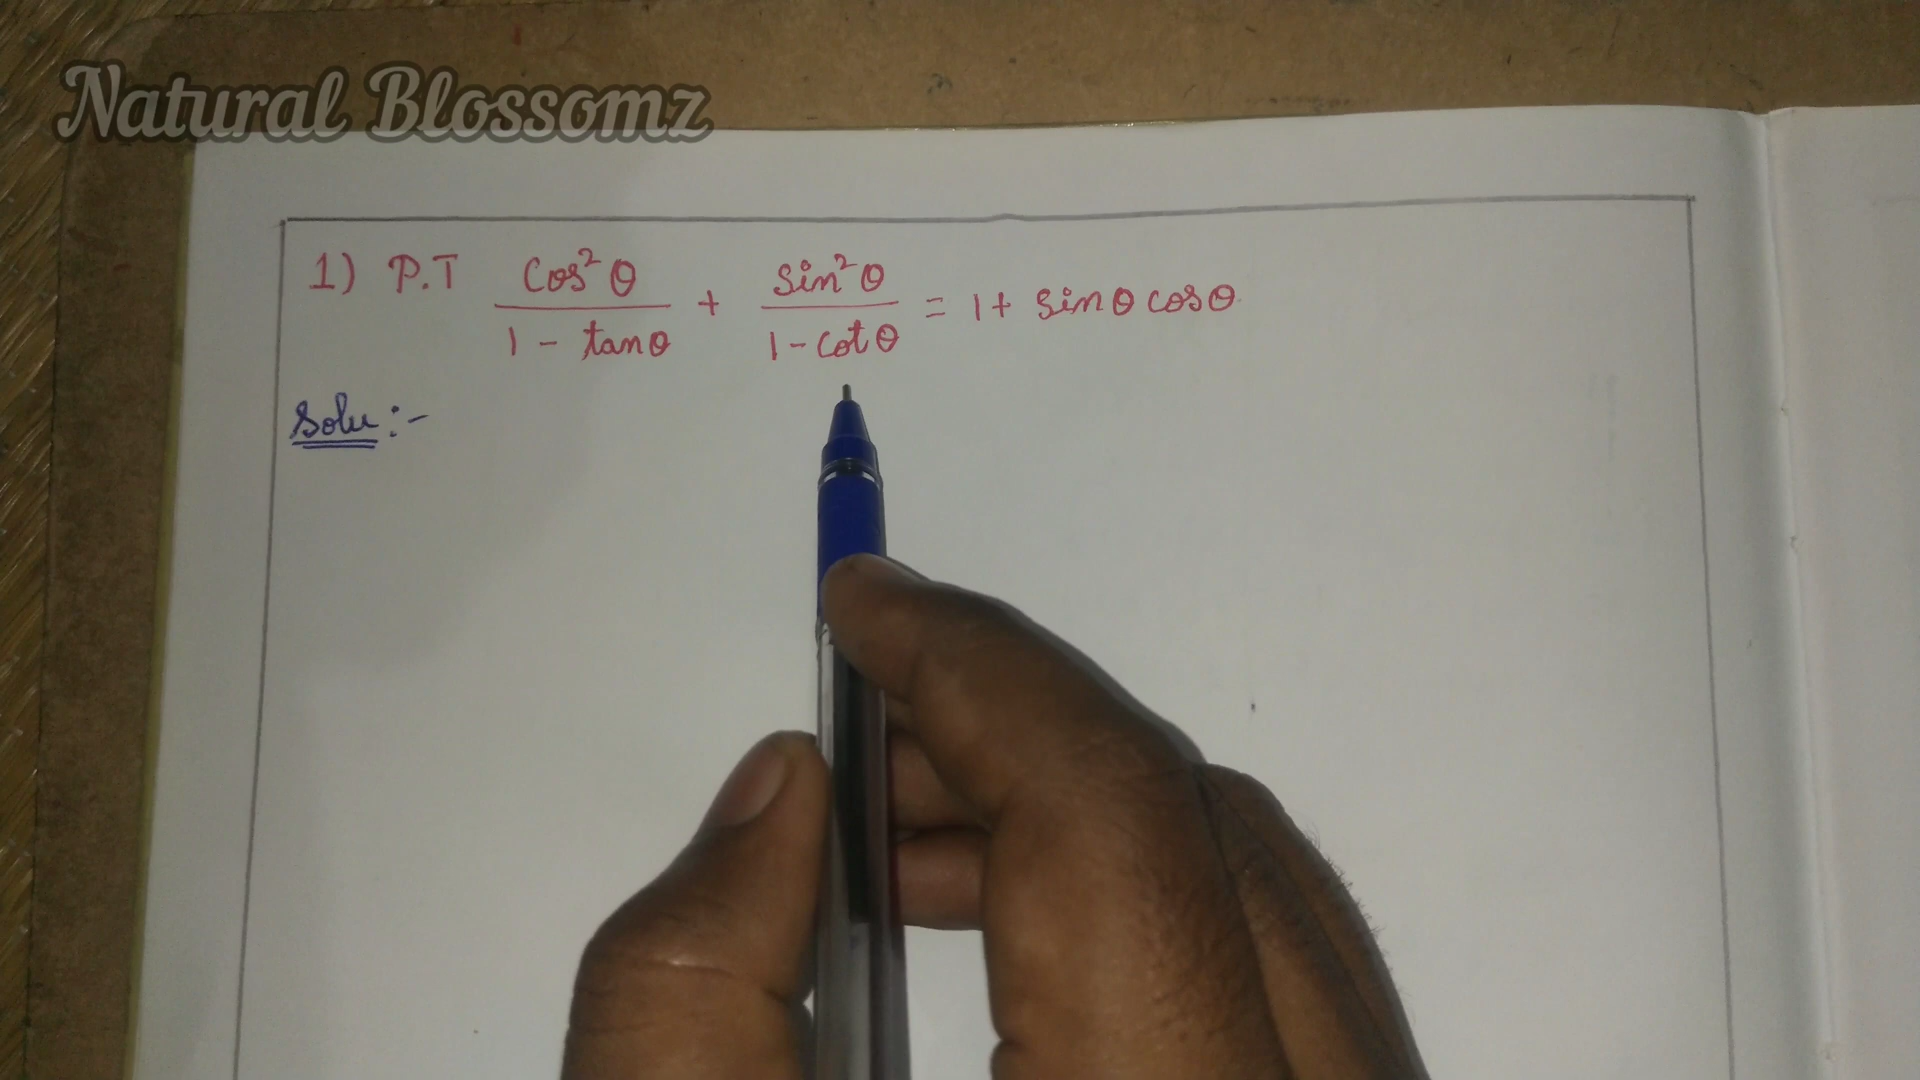 Natural Blossomz
1) P.T Cos²θ / 1 - tanθ + Sin²θ / 1 - cotθ = 1 + sinθ cosθ
Solu :-